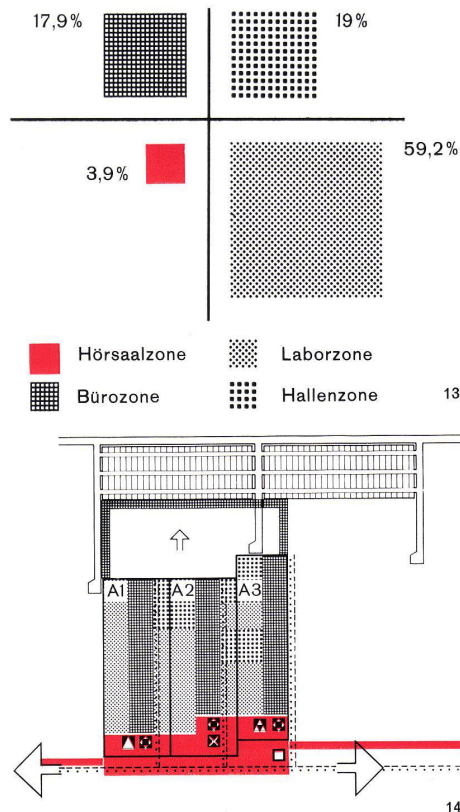 17,9%
19%
3,9%
59,2%
Hörsaalzone
Laborzone
Bürozone
Hallenzone
13
A1
A2
A3
14